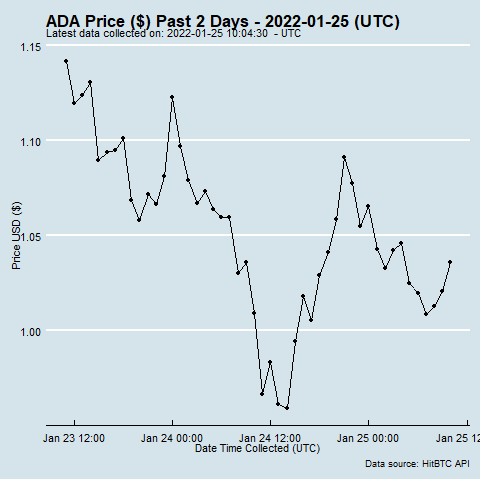 ADA Price ($) Past 2 Days - 2022-01-25 (UTC)
Latest data collected on: 2022-01-25 10:04:30 - UTC
1.15
1.10
1.05
1.00
Price USD ($)
Jan 23 12:00 Jan 24 00:00 Jan 24 12:00 Jan 25 00:00 Jan 25 12
Date Time Collected (UTC)
Data source: HitBTC API